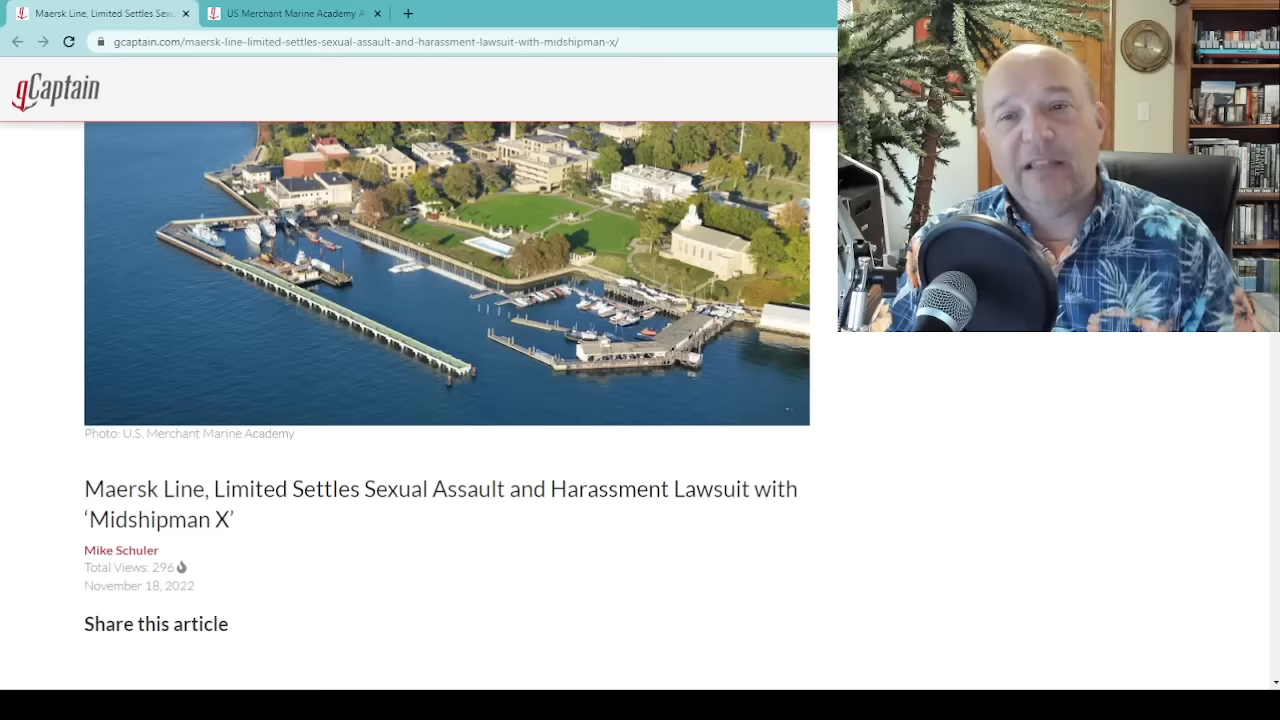 Maersk Line, Limited Settles Sexu
US Merchant Marine Academy A
gcaptain.com/maersk-line-limited-settles-sexual-assault-and-harassment-lawsuit-with-midshipman-x/
gCaptain
Photo: U.S. Merchant Marine Academy
Maersk Line, Limited Settles Sexual Assault and Harassment Lawsuit with
‘Midshipman X’
Mike Schuler
Total Views: 296
November 18, 2022
Share this article